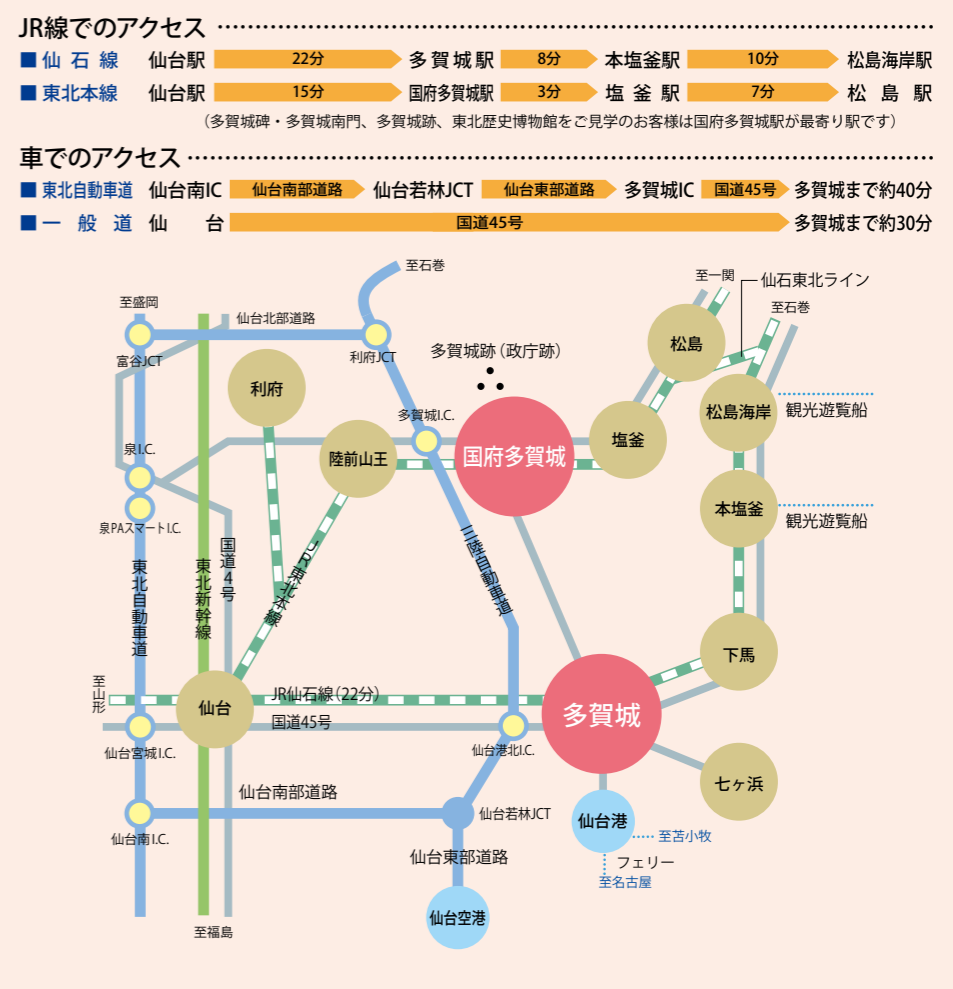 JR線でのアクセス
■仙石線 仙台駅 22分 多賀城駅 8分 本塩釜駅 10分 松島海岸駅
■東北本線 仙台駅 15分 国府多賀城駅 3分 塩釜駅 7分 松島駅
（多賀城碑・多賀城南門、多賀城跡、東北歴史博物館をご見学のお客様は国府多賀城駅が最寄り駅です）
車でのアクセス
■東北自動車道 仙台南IC 仙台南部道路 仙台若林JCT 仙台東部道路 多賀城IC 国道45号 多賀城まで約40分
■一般道 仙台 国道45号 多賀城まで約30分
至石巻
至一関
仙石東北ライン
至盛岡
至石巻
仙台北部道路
松島
利府JCT
多賀城跡（政庁跡）
富谷JCT
利府
松島海岸
観光遊覧船
多賀城I.C.
塩釜
泉I.C.
陸前山王
国府多賀城
本塩釜
観光遊覧船
泉PAスマートI.C.
国道4号
東北自動車道
東北新幹線
JR東北本線
三陸自動車道
下馬
至山形
仙台
JR仙石線（22分）
国道45号
多賀城
仙台宮城I.C.
仙台港北I.C.
七ヶ浜
仙台南部道路
仙台若林JCT
仙台港
仙台南I.C.
至苫小牧
仙台東部道路
フェリー
至名古屋
仙台空港
至福島